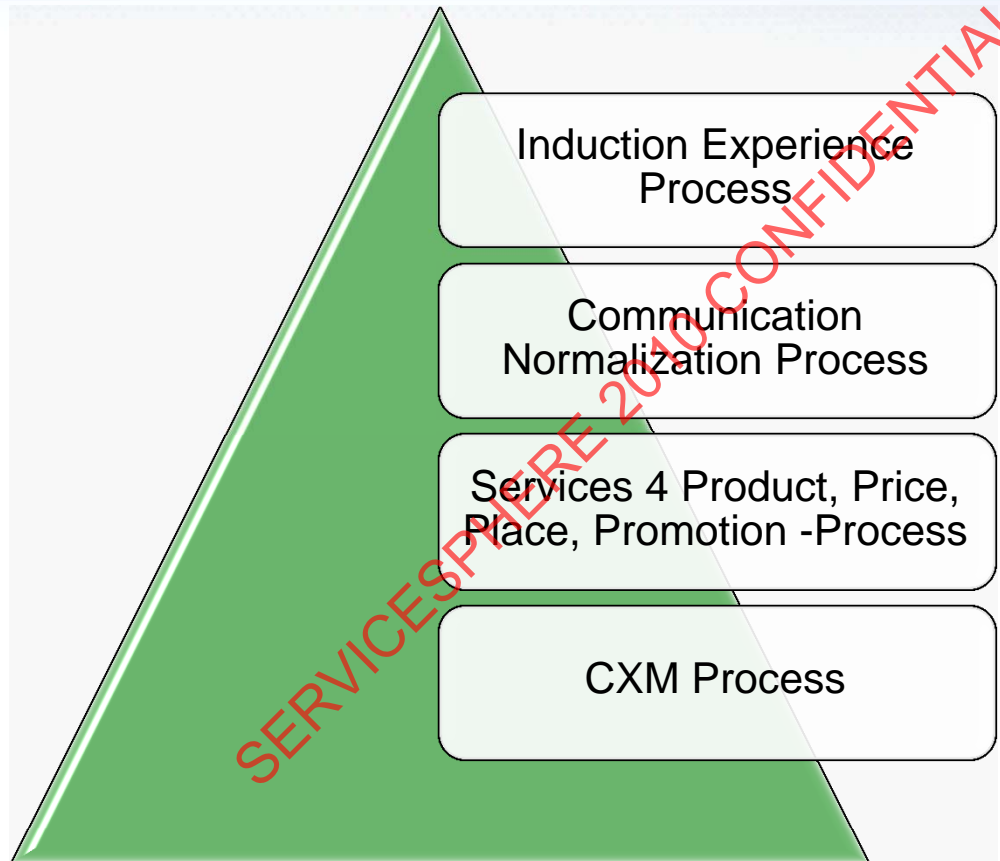 Induction Experience
Process
Communication
Normalization Process
Services 4 Product, Price,
Place, Promotion -Process
CXM Process
SERVICESPHERE 2010 CONFIDENTIAL